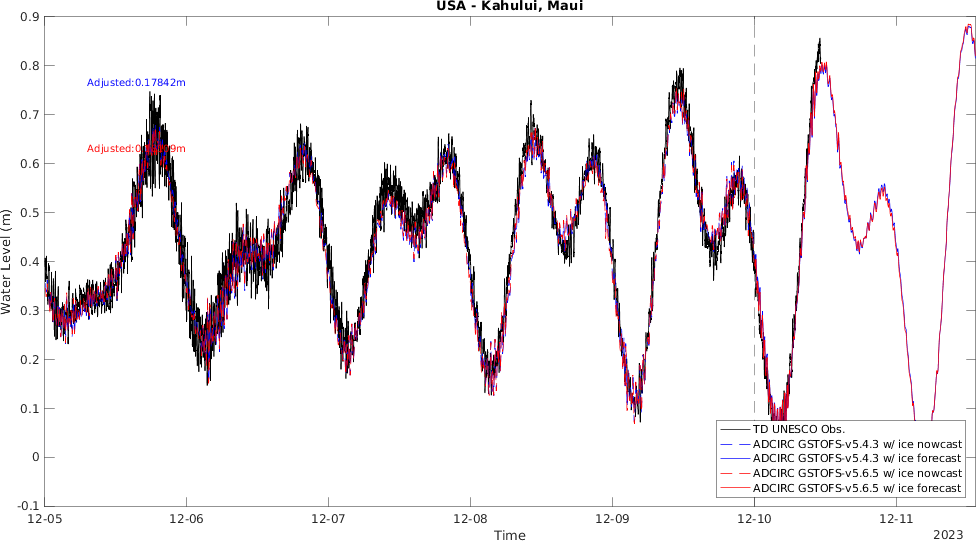 USA - Kahului, Maui
0.9
0.8
0.7
0.6
0.5
0.4
0.3
0.2
0.1
0
-0.1
Water Level (m)
Adjusted:0.17842m
TD UNESCO Obs.
ADCIRC GSTOFS-v5.4.3 w/ ice nowcast
ADCIRC GSTOFS-v5.4.3 w/ ice forecast
ADCIRC GSTOFS-v5.6.5 w/ ice nowcast
ADCIRC GSTOFS-v5.6.5 w/ ice forecast
12-05 12-06 12-07 12-08 12-09 12-10 12-11
Time
2023